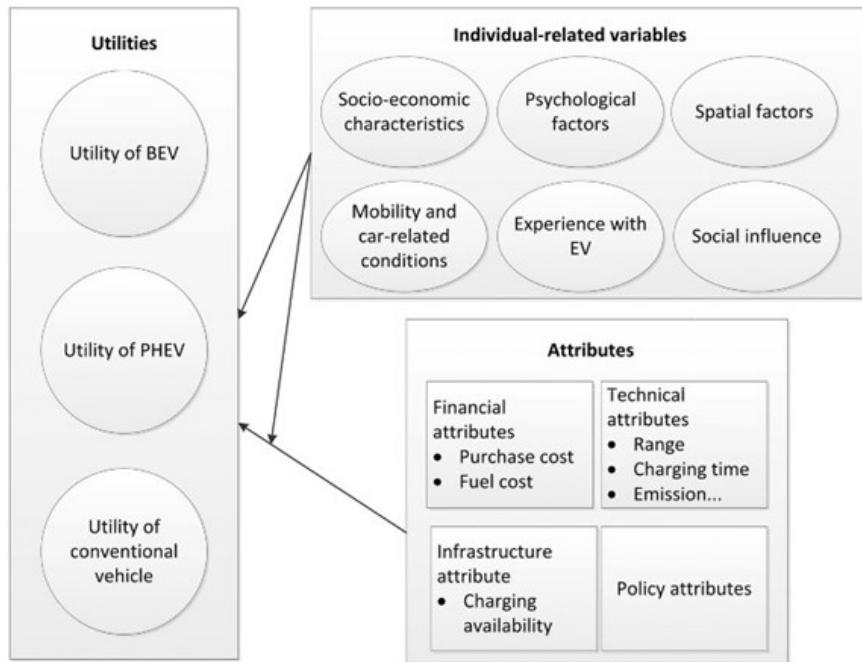 Utilities
Utility of BEV
Utility of PHEV
Utility of
conventional
vehicle
Individual-related variables
Socio-economic
characteristics
Psychological
factors
Spatial factors
Mobility and
car-related
conditions
Experience with
EV
Social influence
Attributes
Financial
attributes
• Purchase cost
• Fuel cost
Technical
attributes
• Range
• Charging time
• Emission...
Infrastructure
attribute
• Charging
availability
Policy attributes